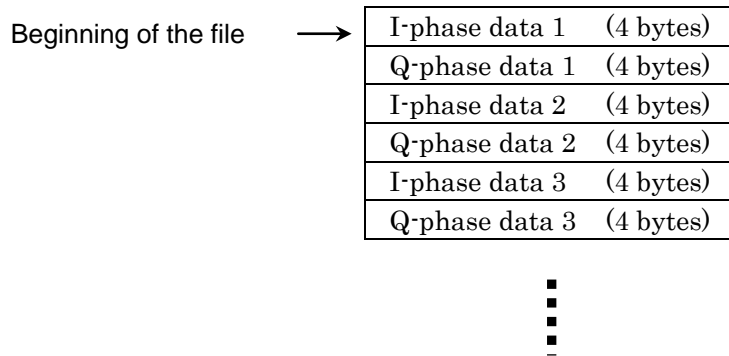 Beginning of the file
I-phase data 1 (4 bytes)
Q-phase data 1 (4 bytes)
I-phase data 2 (4 bytes)
Q-phase data 2 (4 bytes)
I-phase data 3 (4 bytes)
Q-phase data 3 (4 bytes)